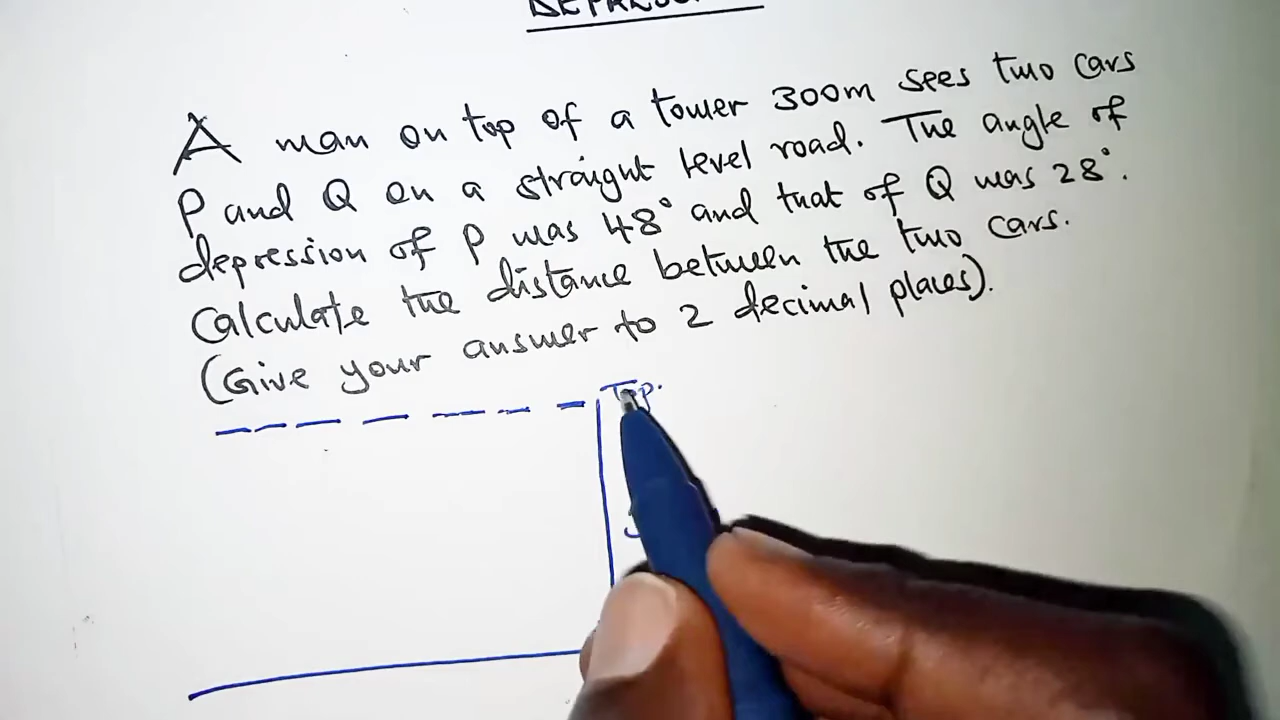 A man on top of a tower 300m sees two cars
P and Q on a straight level road. The angle of
depression of P was 48° and that of Q was 28°.
Calculate the distance between the two cars.
(Give your answer to 2 decimal places).
Top.